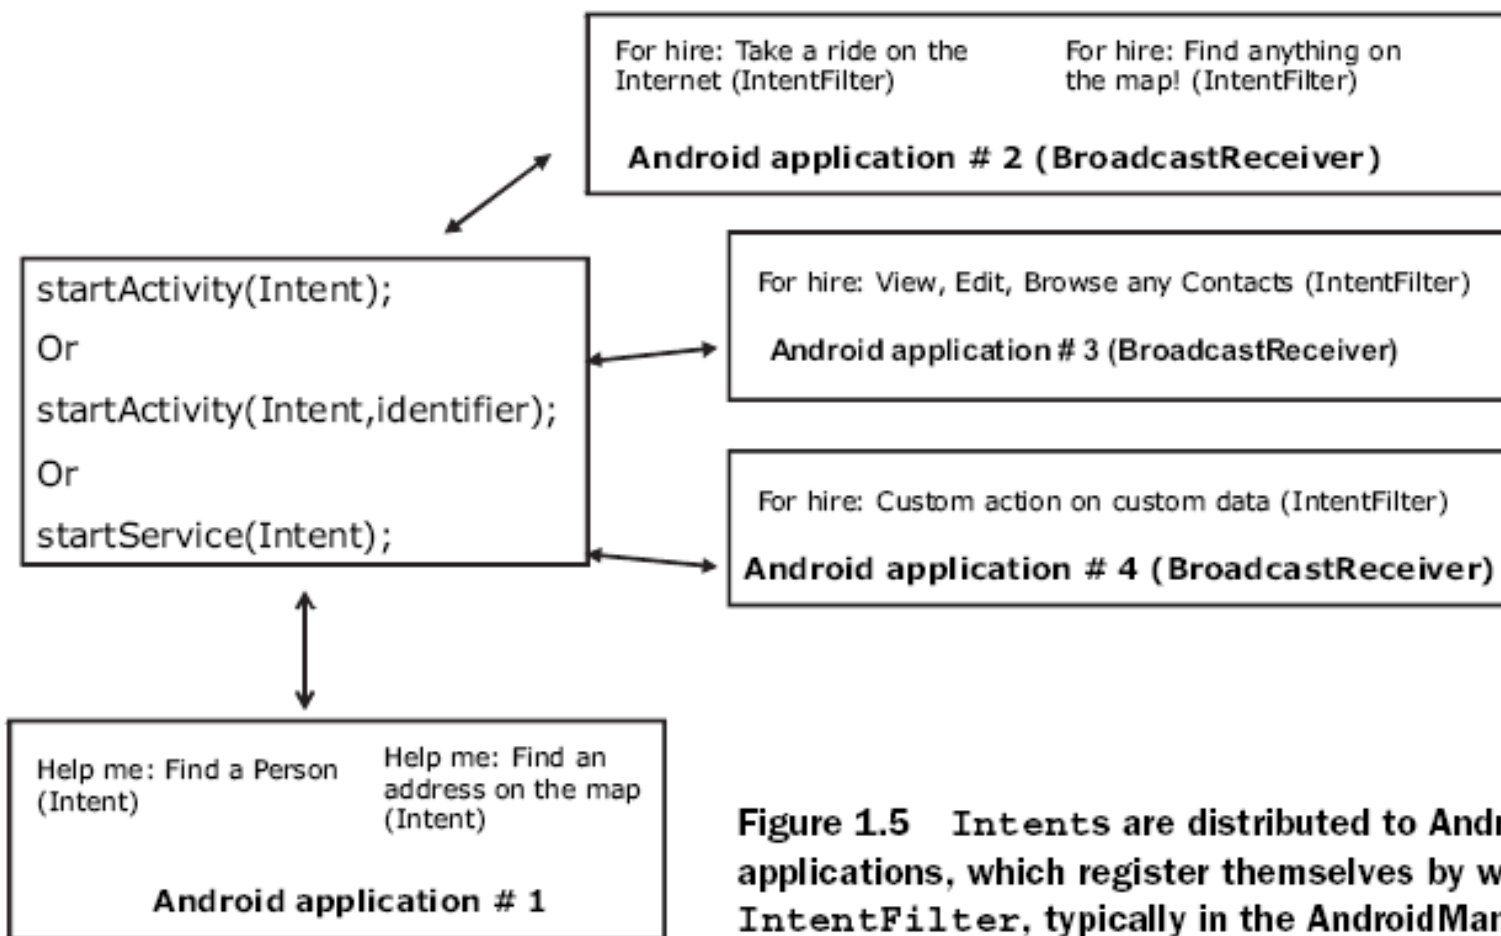 For hire: Take a ride on the
Internet (IntentFilter)
For hire: Find anything on
the map! (IntentFilter)
Android application # 2 (BroadcastReceiver)
startActivity(Intent);
Or
startActivity(Intent,identifier);
Or
startService(Intent);
For hire: View, Edit, Browse any Contacts (IntentFilter)
Android application # 3 (BroadcastReceiver)
For hire: Custom action on custom data (IntentFilter)
Android application # 4 (BroadcastReceiver)
Help me: Find a Person
(Intent)
Help me: Find an
address on the map
(Intent)
Android application # 1
Figure 1.5 Intents are distributed to
applications, which register themselves by
IntentFilter, typically in the